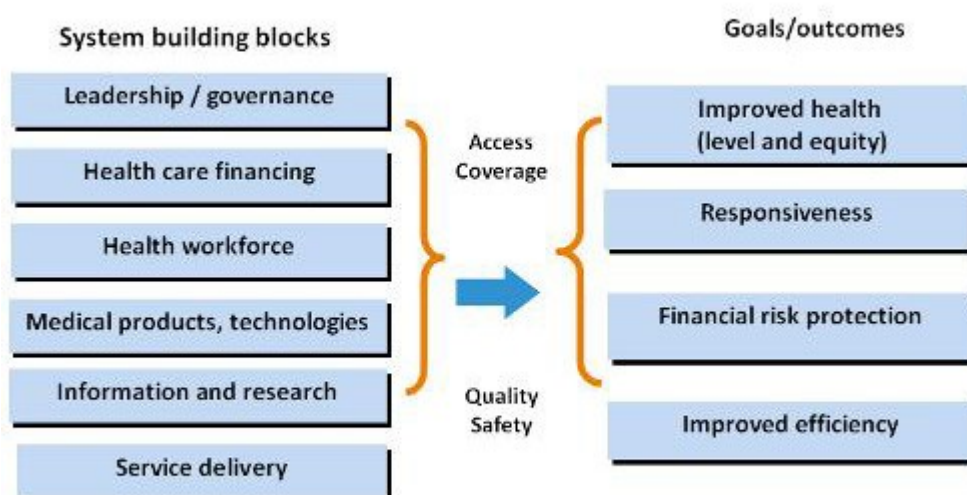 System building blocks
Leadership / governance
Health care financing
Health workforce
Medical products, technologies
Information and research
Service delivery
Access
Coverage
Quality
Safety
Goals/outcomes
Improved health
(level and equity)
Responsiveness
Financial risk protection
Improved efficiency